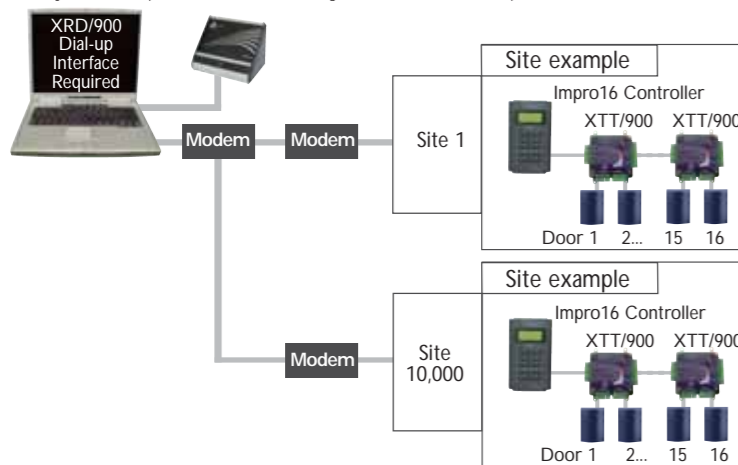 XRD/900
Dial-up
Interface
Required
Modem
Modem
Site 1
Site example
Impro16 Controller
XTT/900 XTT/900
Door 1 2... 15 16
Modem
Site
10,000
Site example
Impro16 Controller
XTT/900 XTT/900
Door 1 2... 15 16